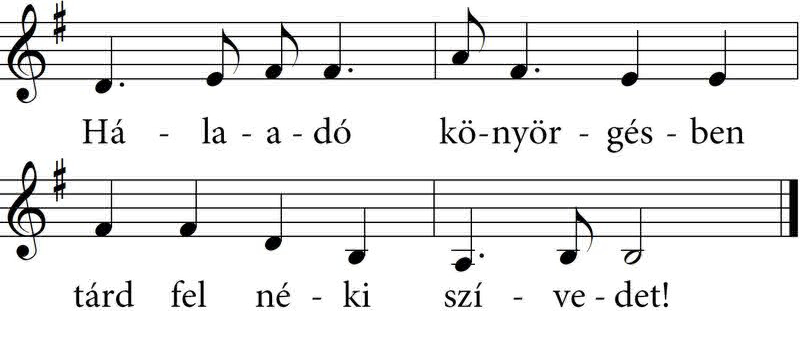 Há - la - a - dó kö - nyör - gés - ben
tárd fel né - ki szí - ve - det!